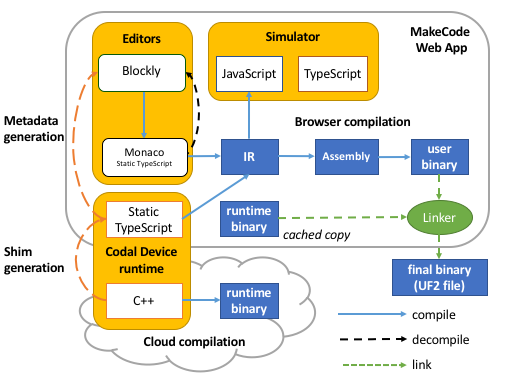 Editors
Simulator
MakeCode
Web App
Blockly
JavaScript
TypeScript
Metadata
generation
Browser compilation
Monaco
Static TypeScript
IR
Assembly
user
binary
Static
TypeScript
runtime
binary
cached copy
Linker
Shim
generation
Codal Device
runtime
final binary
(UF2 file)
C++
runtime
binary
compile
Cloud compilation
decompile
link